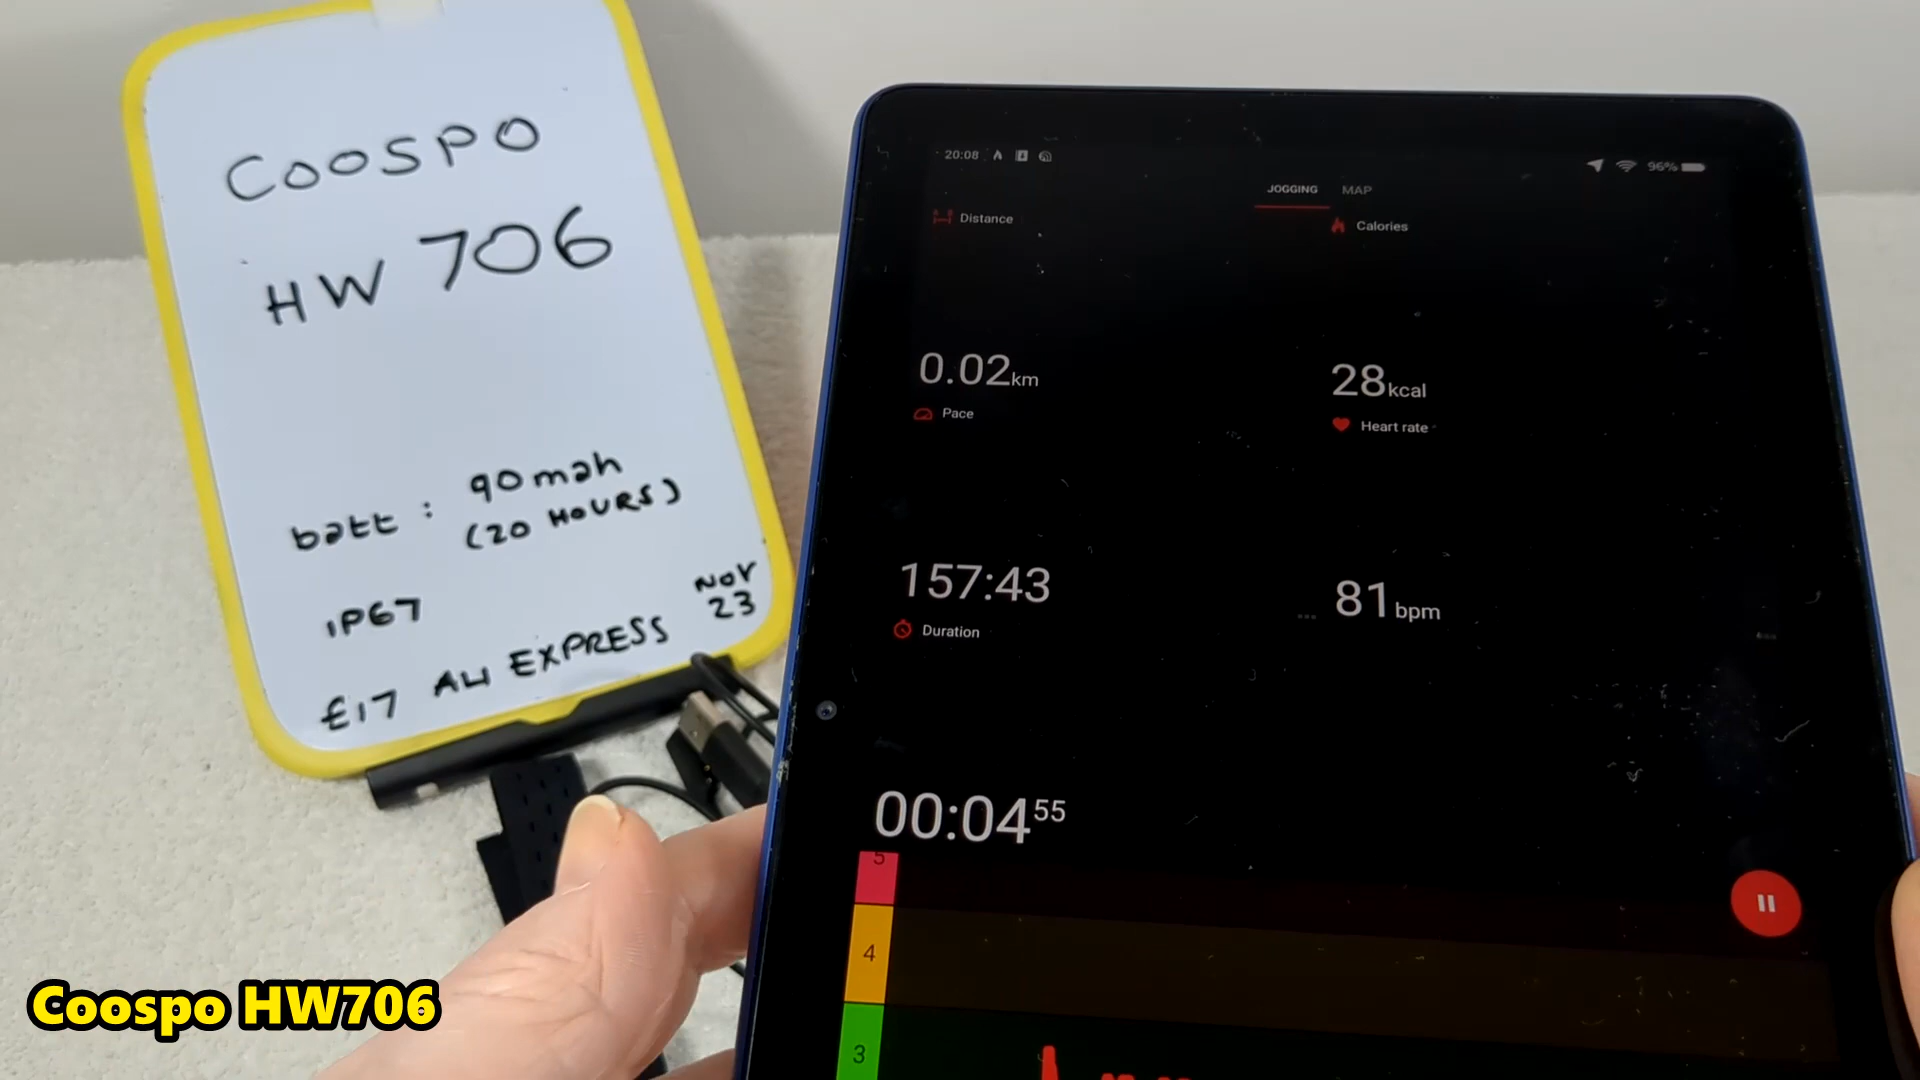 COOSPO
HW 706
batt : 90mah
(20 HOURS)
IP67
NOV
23
£17 ALI EXPRESS
20:08
96%
JOGGING MAP
Distance
Calories
0.02km
28kcal
Pace
Heart rate
157:43
81bpm
Duration
00:04 55
5
4
3
Coospo HW706